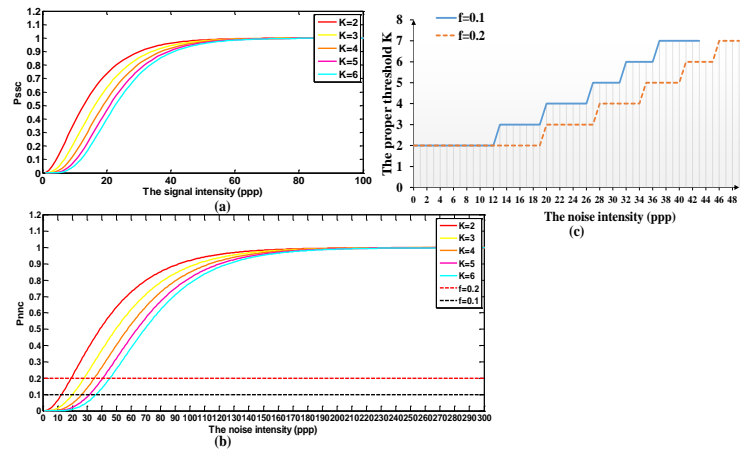 1.2
1.1
1
0.9
0.8
0.7
0.6
0.5
0.4
0.3
0.2
0.1
0
Pssc
0 20 40 60 80 100
The signal intensity (ppp)
(a)
K=2
K=3
K=4
K=5
K=6
f=0.1
f=0.2
8
7
6
5
4
3
2
1
0
The proper threshold K
0 2 4 6 8 10 12 14 16 18 20 22 24 26 28 30 32 34 36 38 40 42 44 46 48
The noise intensity (ppp)
(c)
1.2
1.1
1
0.9
0.8
0.7
0.6
0.5
0.4
0.3
0.2
0.1
0
Pnnc
0 10 20 30 40 50 60 70 80 90 100 110 120 130 140 150 160 170 180 190 200 210 220 230 240 250 260 270 280 290 300
The noise intensity (ppp)
(b)
K=2
K=3
K=4
K=5
K=6
f=0.2
f=0.1